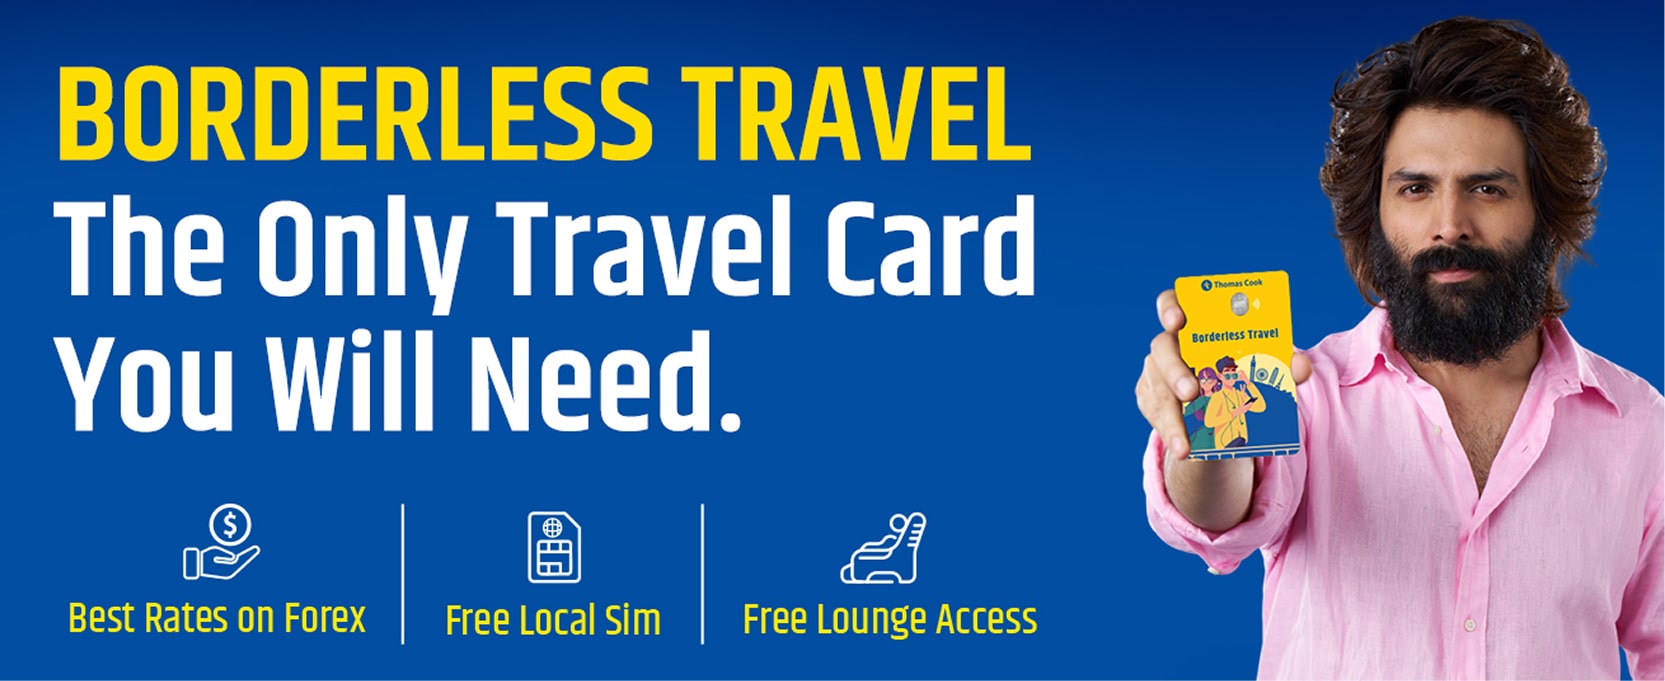 BORDERLESS TRAVEL
The Only Travel Card
You Will Need.
Best Rates on Forex
Free Local Sim
Free Lounge Access
Thomas Cook
Borderless Travel